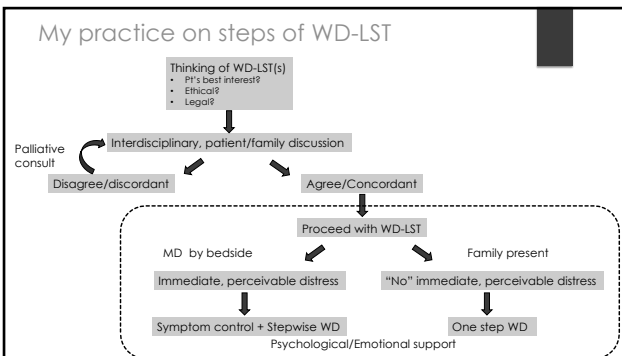 My practice on steps of WD-LST
Thinking of WD-LST(s)
• Pt's best interest?
• Ethical?
• Legal?
Palliative
consult
Interdisciplinary, patient/family discussion
Disagree/discordant
Agree/Concordant
Proceed with WD-LST
MD by bedside
Family present
Immediate, perceivable distress
"No" immediate, perceivable distress
Symptom control + Stepwise WD
One step WD
Psychological/Emotional support